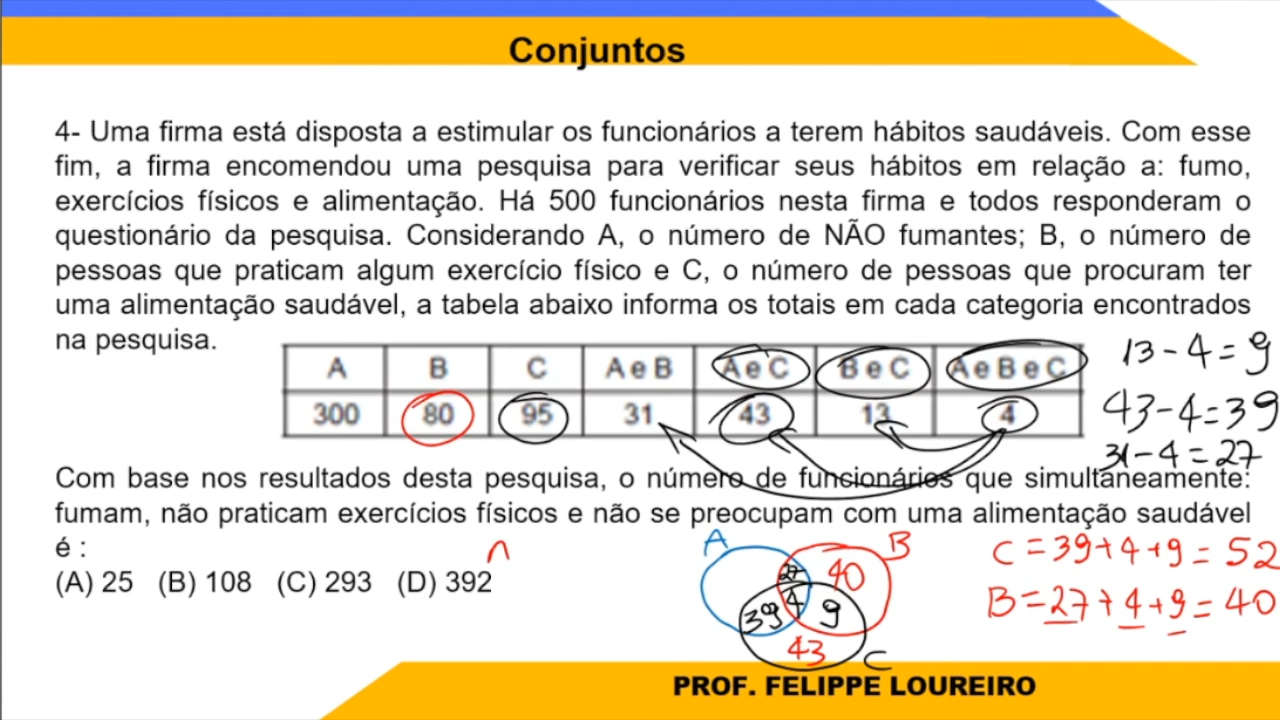 Conjuntos
4- Uma firma está disposta a estimular os funcionários a terem hábitos saudáveis. Com esse
fim, a firma encomendou uma pesquisa para verificar seus hábitos em relação a: fumo,
exercícios físicos e alimentação. Há 500 funcionários nesta firma e todos responderam o
questionário da pesquisa. Considerando A, o número de NÃO fumantes; B, o número de
pessoas que praticam algum exercício físico e C, o número de pessoas que procuram ter
uma alimentação saudável, a tabela abaixo informa os totais em cada categoria encontrados
na pesquisa.
A B C A e B A e C B e C A e B e C
300 80 95 31 43 13 4
13 - 4 = 9
43 - 4 = 39
31 - 4 = 27
Com base nos resultados desta pesquisa, o número de funcionários que simultaneamente:
fumam, não praticam exercícios físicos e não se preocupam com uma alimentação saudável
é :
(A) 25 (B) 108 (C) 293 (D) 392
A B
27 40
39 4 9
43 C
C = 39 + 4 + 9 = 52
B = 27 + 4 + 9 = 40
PROF. FELIPPE LOUREIRO